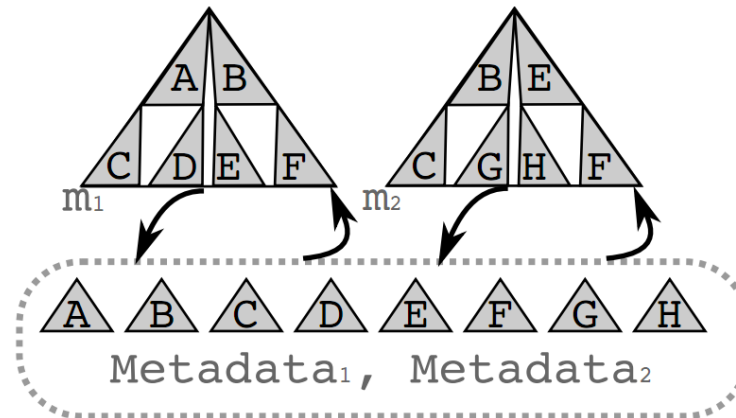 A B B E
C D E F C G H F
m1 m2
A B C D E F G H
Metadata1, Metadata2